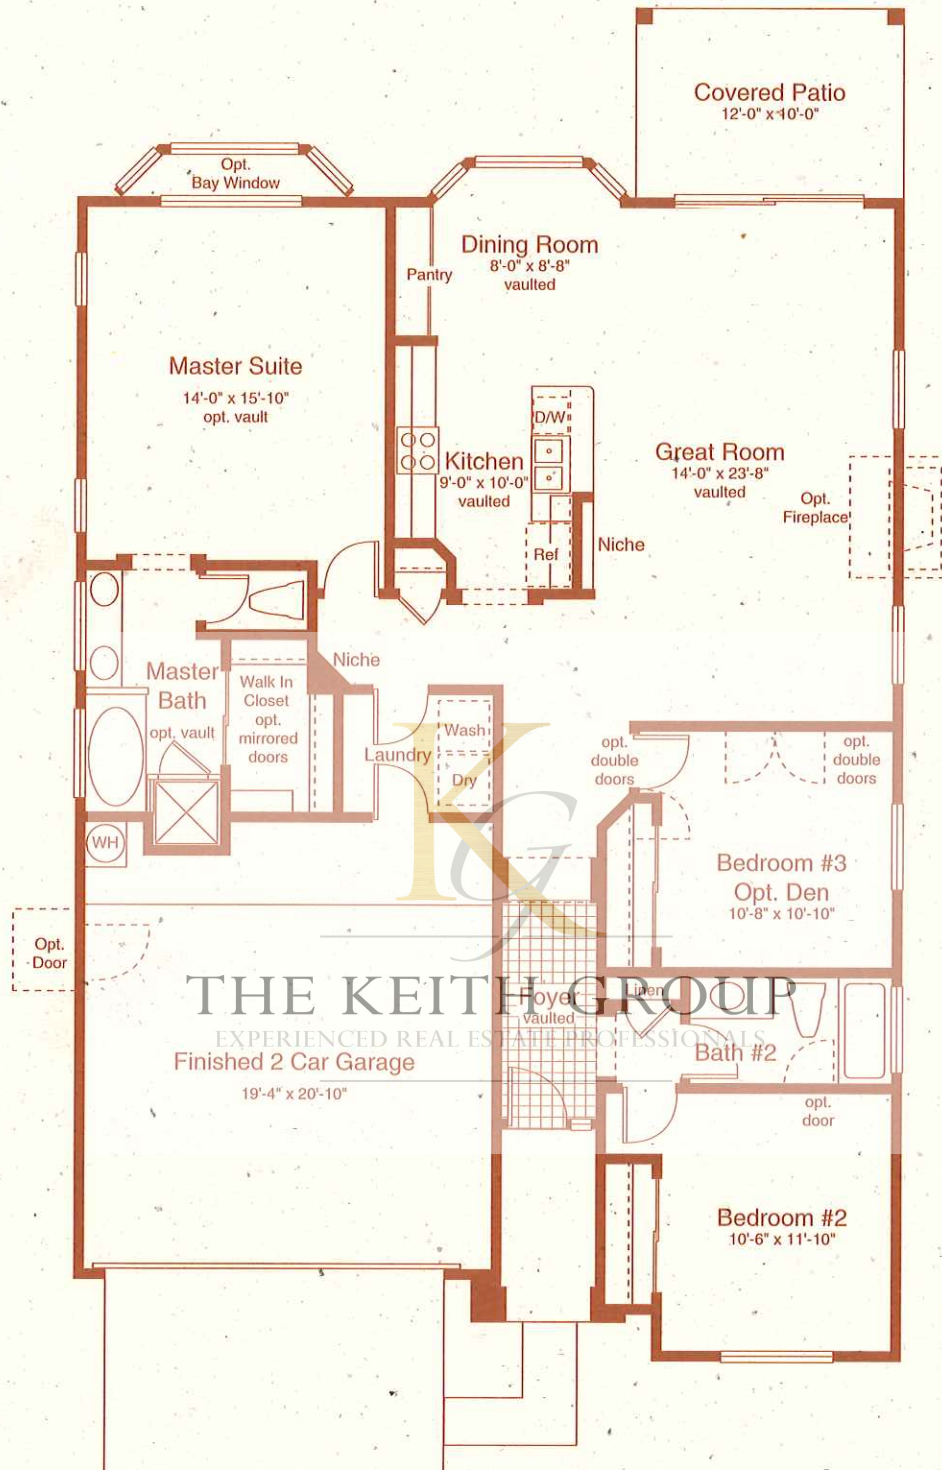 Covered Patio
12'-0" x 10'-0"
Opt.
Bay Window
Dining Room
8'-0" x 8'-8"
vaulted
Pantry
Master Suite
14'-0" x 15'-10"
opt. vault
D/W
Kitchen
9'-0" x 10'-0"
vaulted
Great Room
14'-0" x 23'-8"
vaulted
Opt.
Fireplace
Ref
Niche
Niche
Master
Bath
opt. vault
Walk In
Closet
opt.
mirrored
doors
Laundry
Wash
Dry
opt.
double
doors
opt.
double
doors
WH
KG
Bedroom #3
Opt. Den
10'-8" x 10'-10"
Opt.
Door
THE KEITH GROUP
EXPERIENCED REAL ESTATE PROFESSIONALS
Foyer
vaulted
Linen
Bath #2
Finished 2 Car Garage
19'-4" x 20'-10"
opt.
door
Bedroom #2
10'-6" x 11'-10"